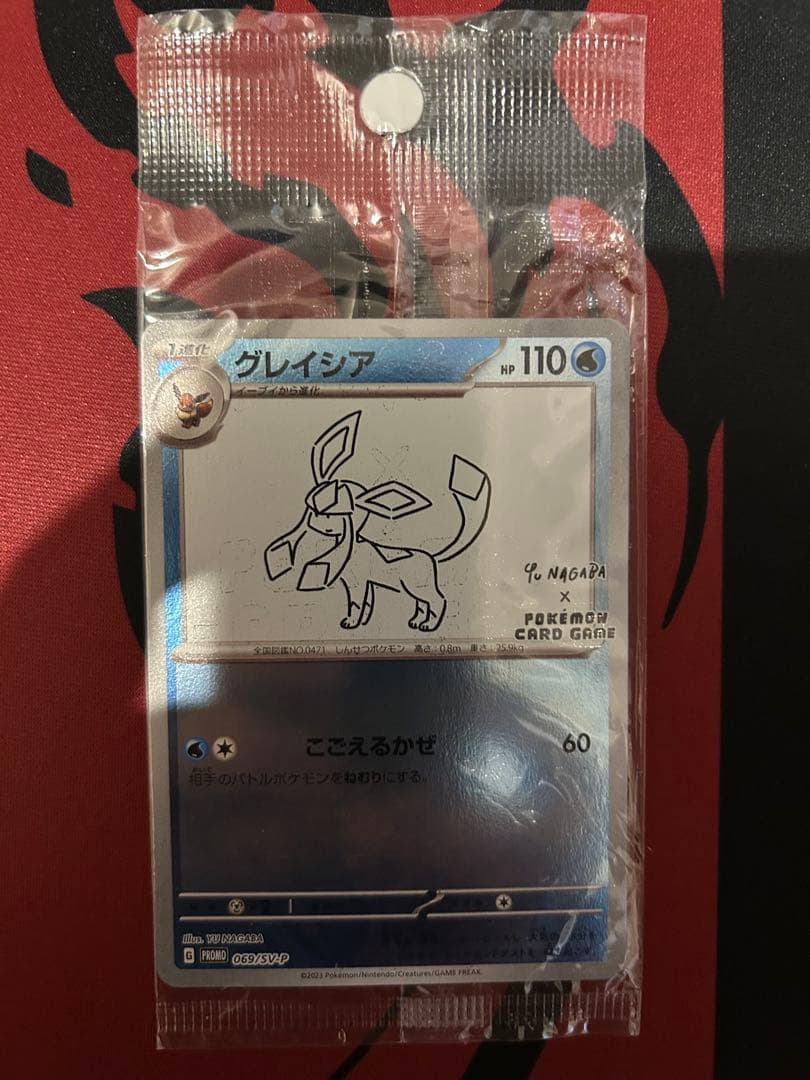 1進化
グレイシア
HP 110
イーブイから進化
Yu NAGABA
×
POKÉMON
CARD GAME
全国図鑑NO.0471 しんせつポケモン 高さ:0.8m 重さ:25.9kg
こごえるかぜ 60
相手のバトルポケモンをねむりにする。
Illus. YU NAGABA
G PROMO 069/SV-P
©2023 Pokémon/Nintendo/Creatures/GAME FREAK.